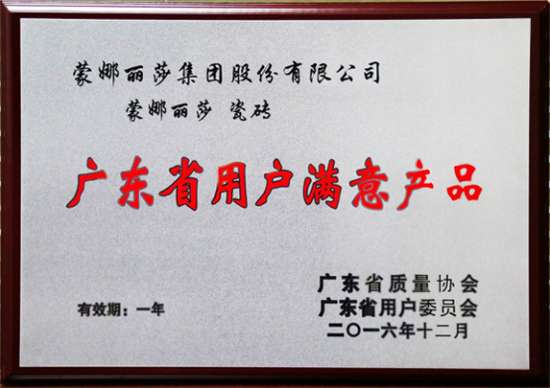 蒙娜丽莎集团股份有限公司
蒙娜丽莎 瓷砖
广东省用户满意产品
广东省质量协会
有效期：一年
广东省用户委员会
二〇一六年十二月